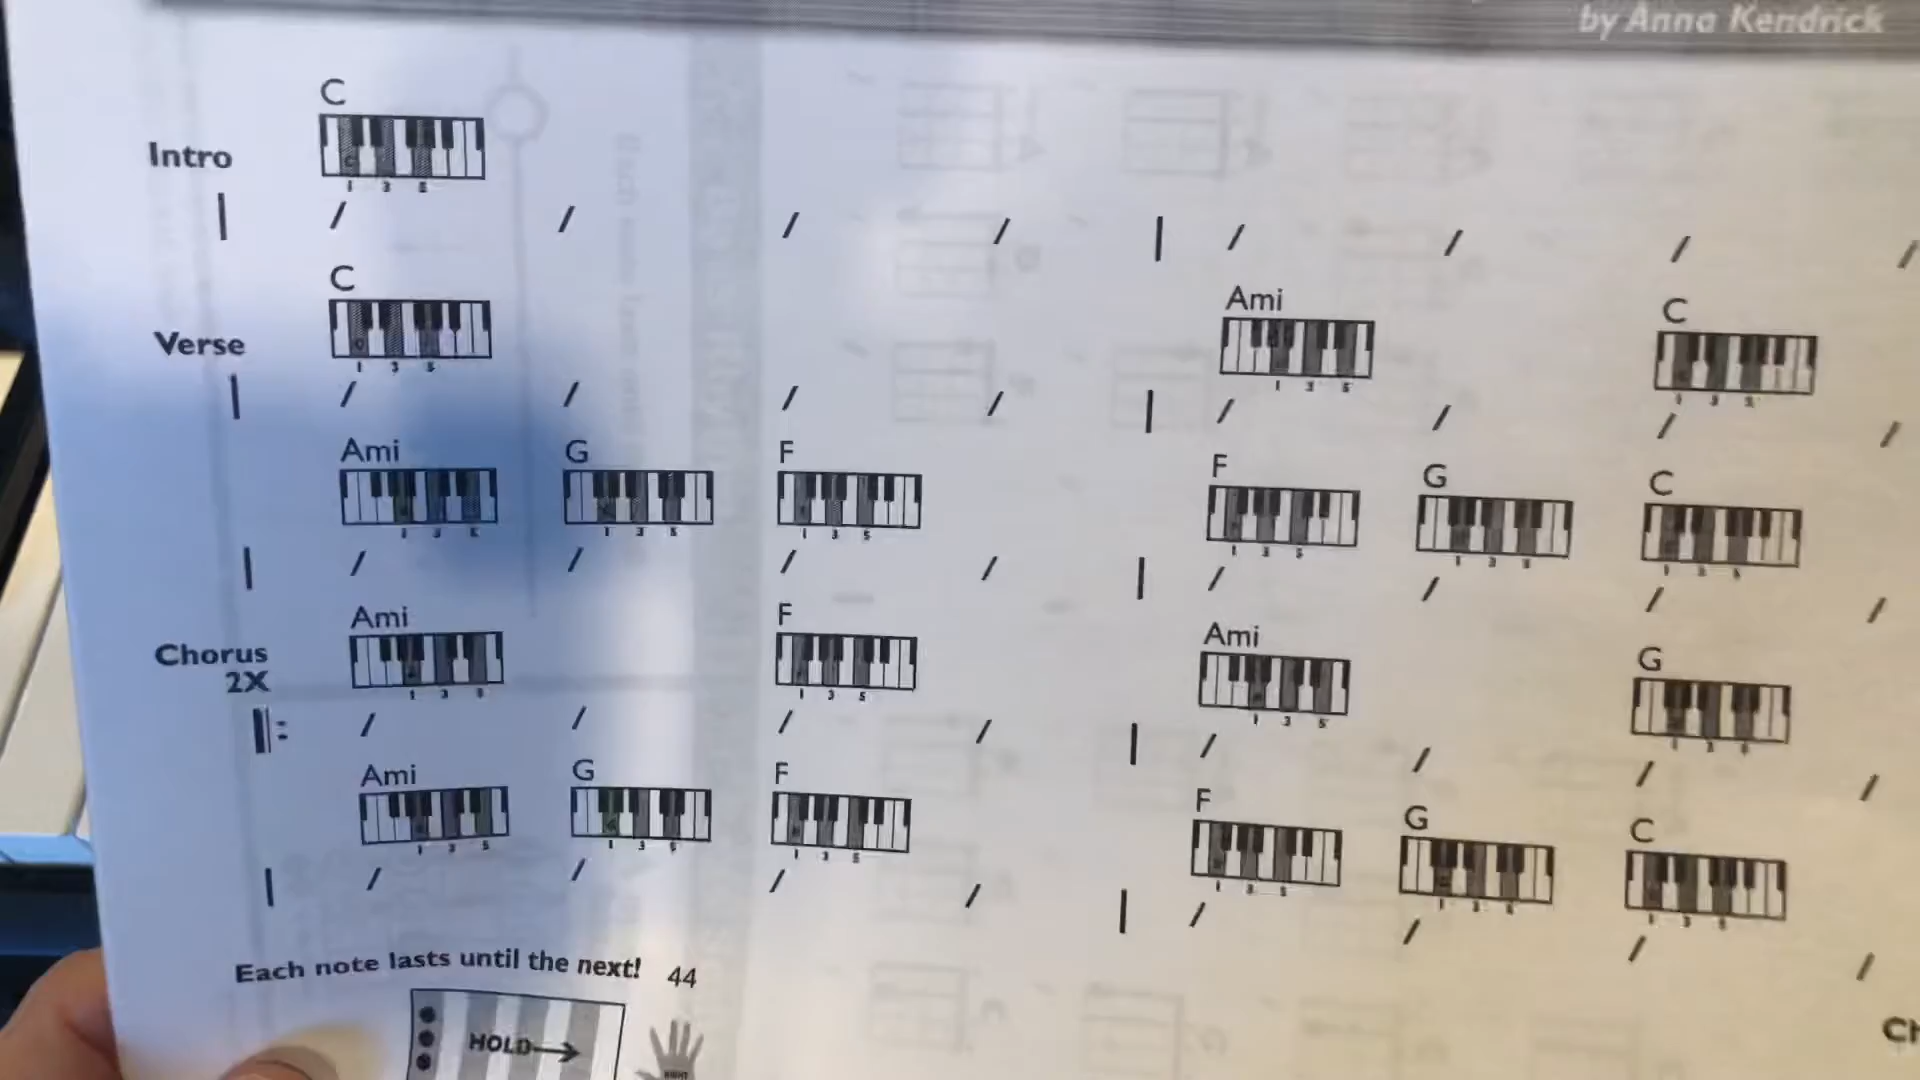 by Anna Kendrick
C
Intro
1 3 5
| / / / / | / / / /
C Ami C
Verse
1 3 5 1 3 5 1 3 5
| / / / / | / / / /
Ami G F F G C
1 3 5 1 3 5 1 3 5 1 3 5 1 3 5 1 3 5
| / / / / | / / / /
Ami F Ami G
Chorus
2X
1 3 5 1 3 5 1 3 5 1 3 5
‖: / / / / | / / / /
Ami G F F G C
1 3 5 1 3 5 1 3 5 1 3 5 1 3 5 1 3 5
| / / / / | / / / /
Each note lasts until the next! 44
HOLD→
RIGHT